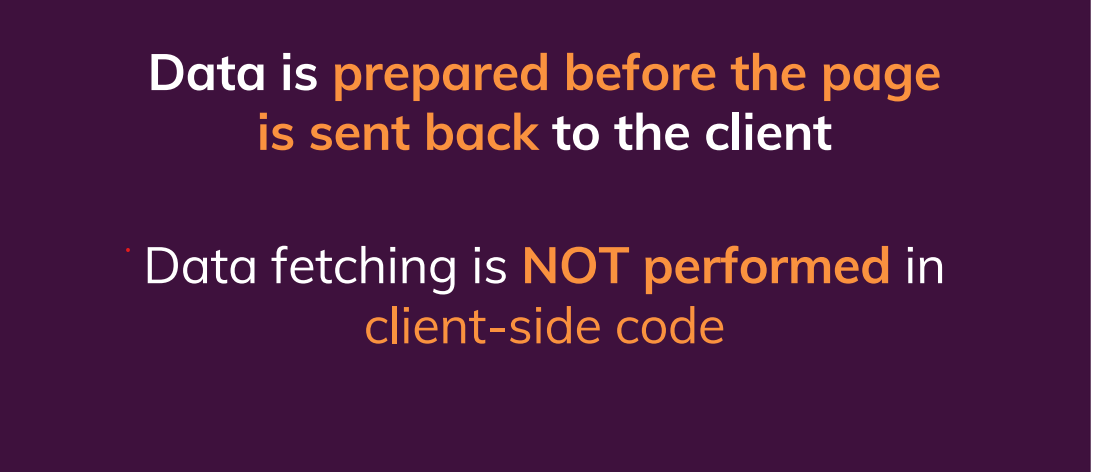 Data is prepared before the page
is sent back to the client
Data fetching is NOT performed in
client-side code